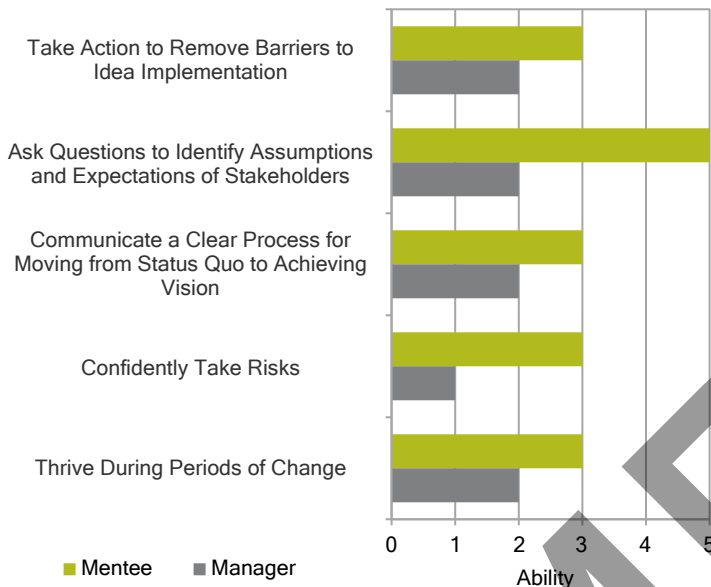 Take Action to Remove Barriers to
Idea Implementation
Ask Questions to Identify Assumptions
and Expectations of Stakeholders
Communicate a Clear Process for
Moving from Status Quo to Achieving
Vision
Confidently Take Risks
Thrive During Periods of Change
0 1 2 3 4 5
Mentee Manager
Ability